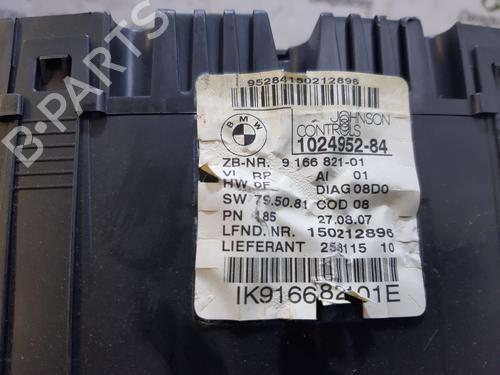 95284150212896
BMW
JOHNSON
CONTROLS
1024952-84
ZB-NR. 9 166 821-01
VI RP AI 01
HW 0F DIAG 08D0
SW 79.50.81 COD 08
PN 185 27.08.07
LFND. NR. 150212896
LIEFERANT 258115 10
IK916682101E
B-PARTS